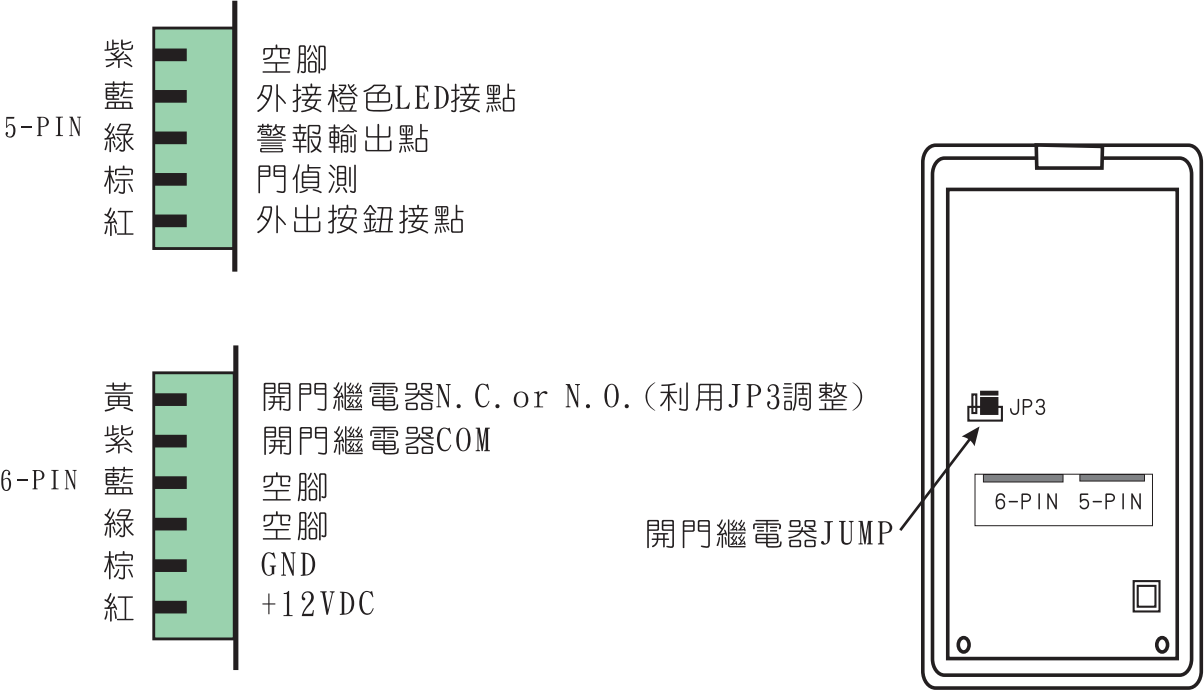 紫 空腳
藍 外接橙色LED接點
5-PIN 綠 警報輸出點
棕 門偵測
紅 外出按鈕接點
黃 開門繼電器N.C.or N.O.(利用JP3調整)
紫 開門繼電器COM
6-PIN 藍 空腳
綠 空腳
棕 GND
紅 +12VDC
JP3
6-PIN 5-PIN
開門繼電器JUMP